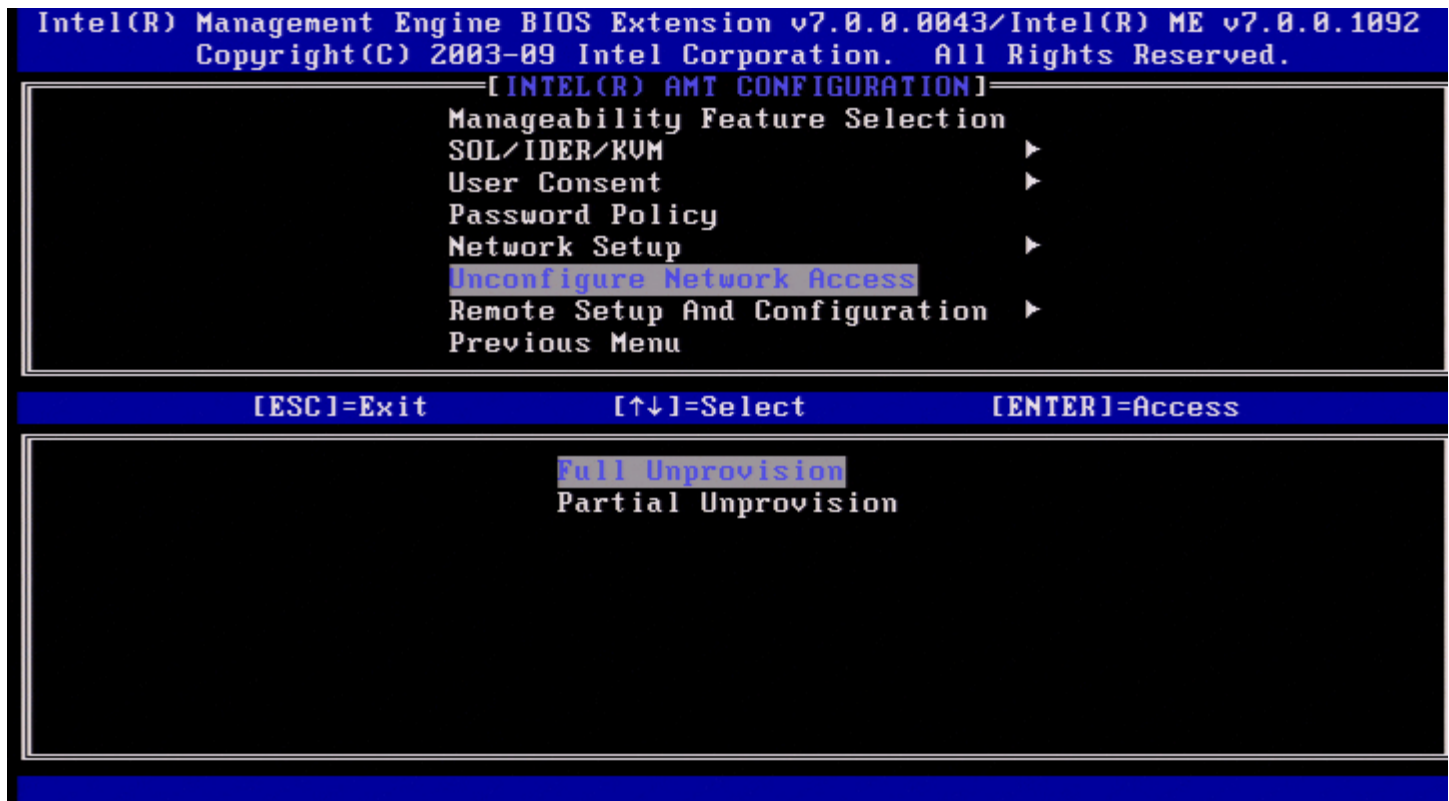 Intel(R) Management Engine BIOS Extension v7.0.0.0043/Intel(R) ME v7.0.0.1092
Copyright(C) 2003-09 Intel Corporation. All Rights Reserved.
[INTEL(R) AMT CONFIGURATION]
Manageability Feature Selection
SOL/IDER/KVM ►
User Consent ►
Password Policy
Network Setup ►
Unconfigure Network Access
Remote Setup And Configuration ►
Previous Menu
[ESC]=Exit [↑↓]=Select [ENTER]=Access
Full Unprovision
Partial Unprovision